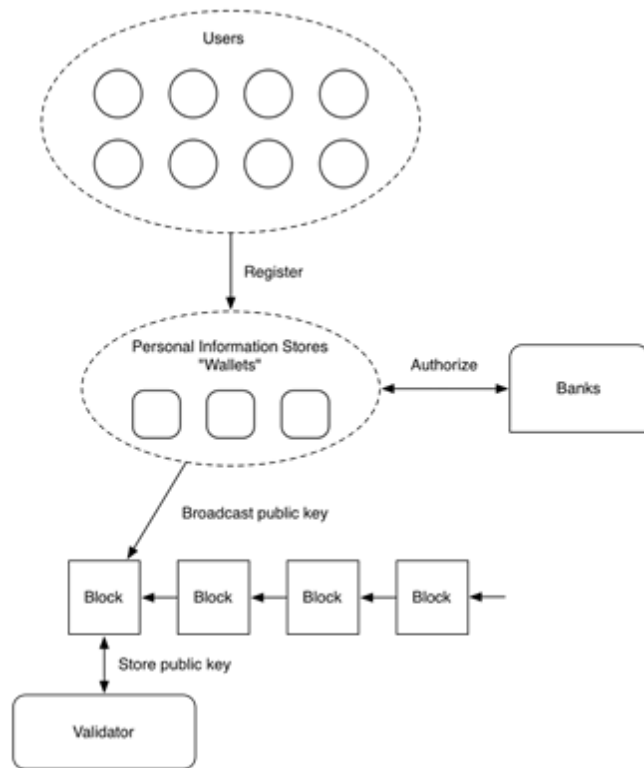 Users
Register
Personal Information Stores
"Wallets"
Authorize
Banks
Broadcast public key
Block
Block
Block
Block
Store public key
Validator